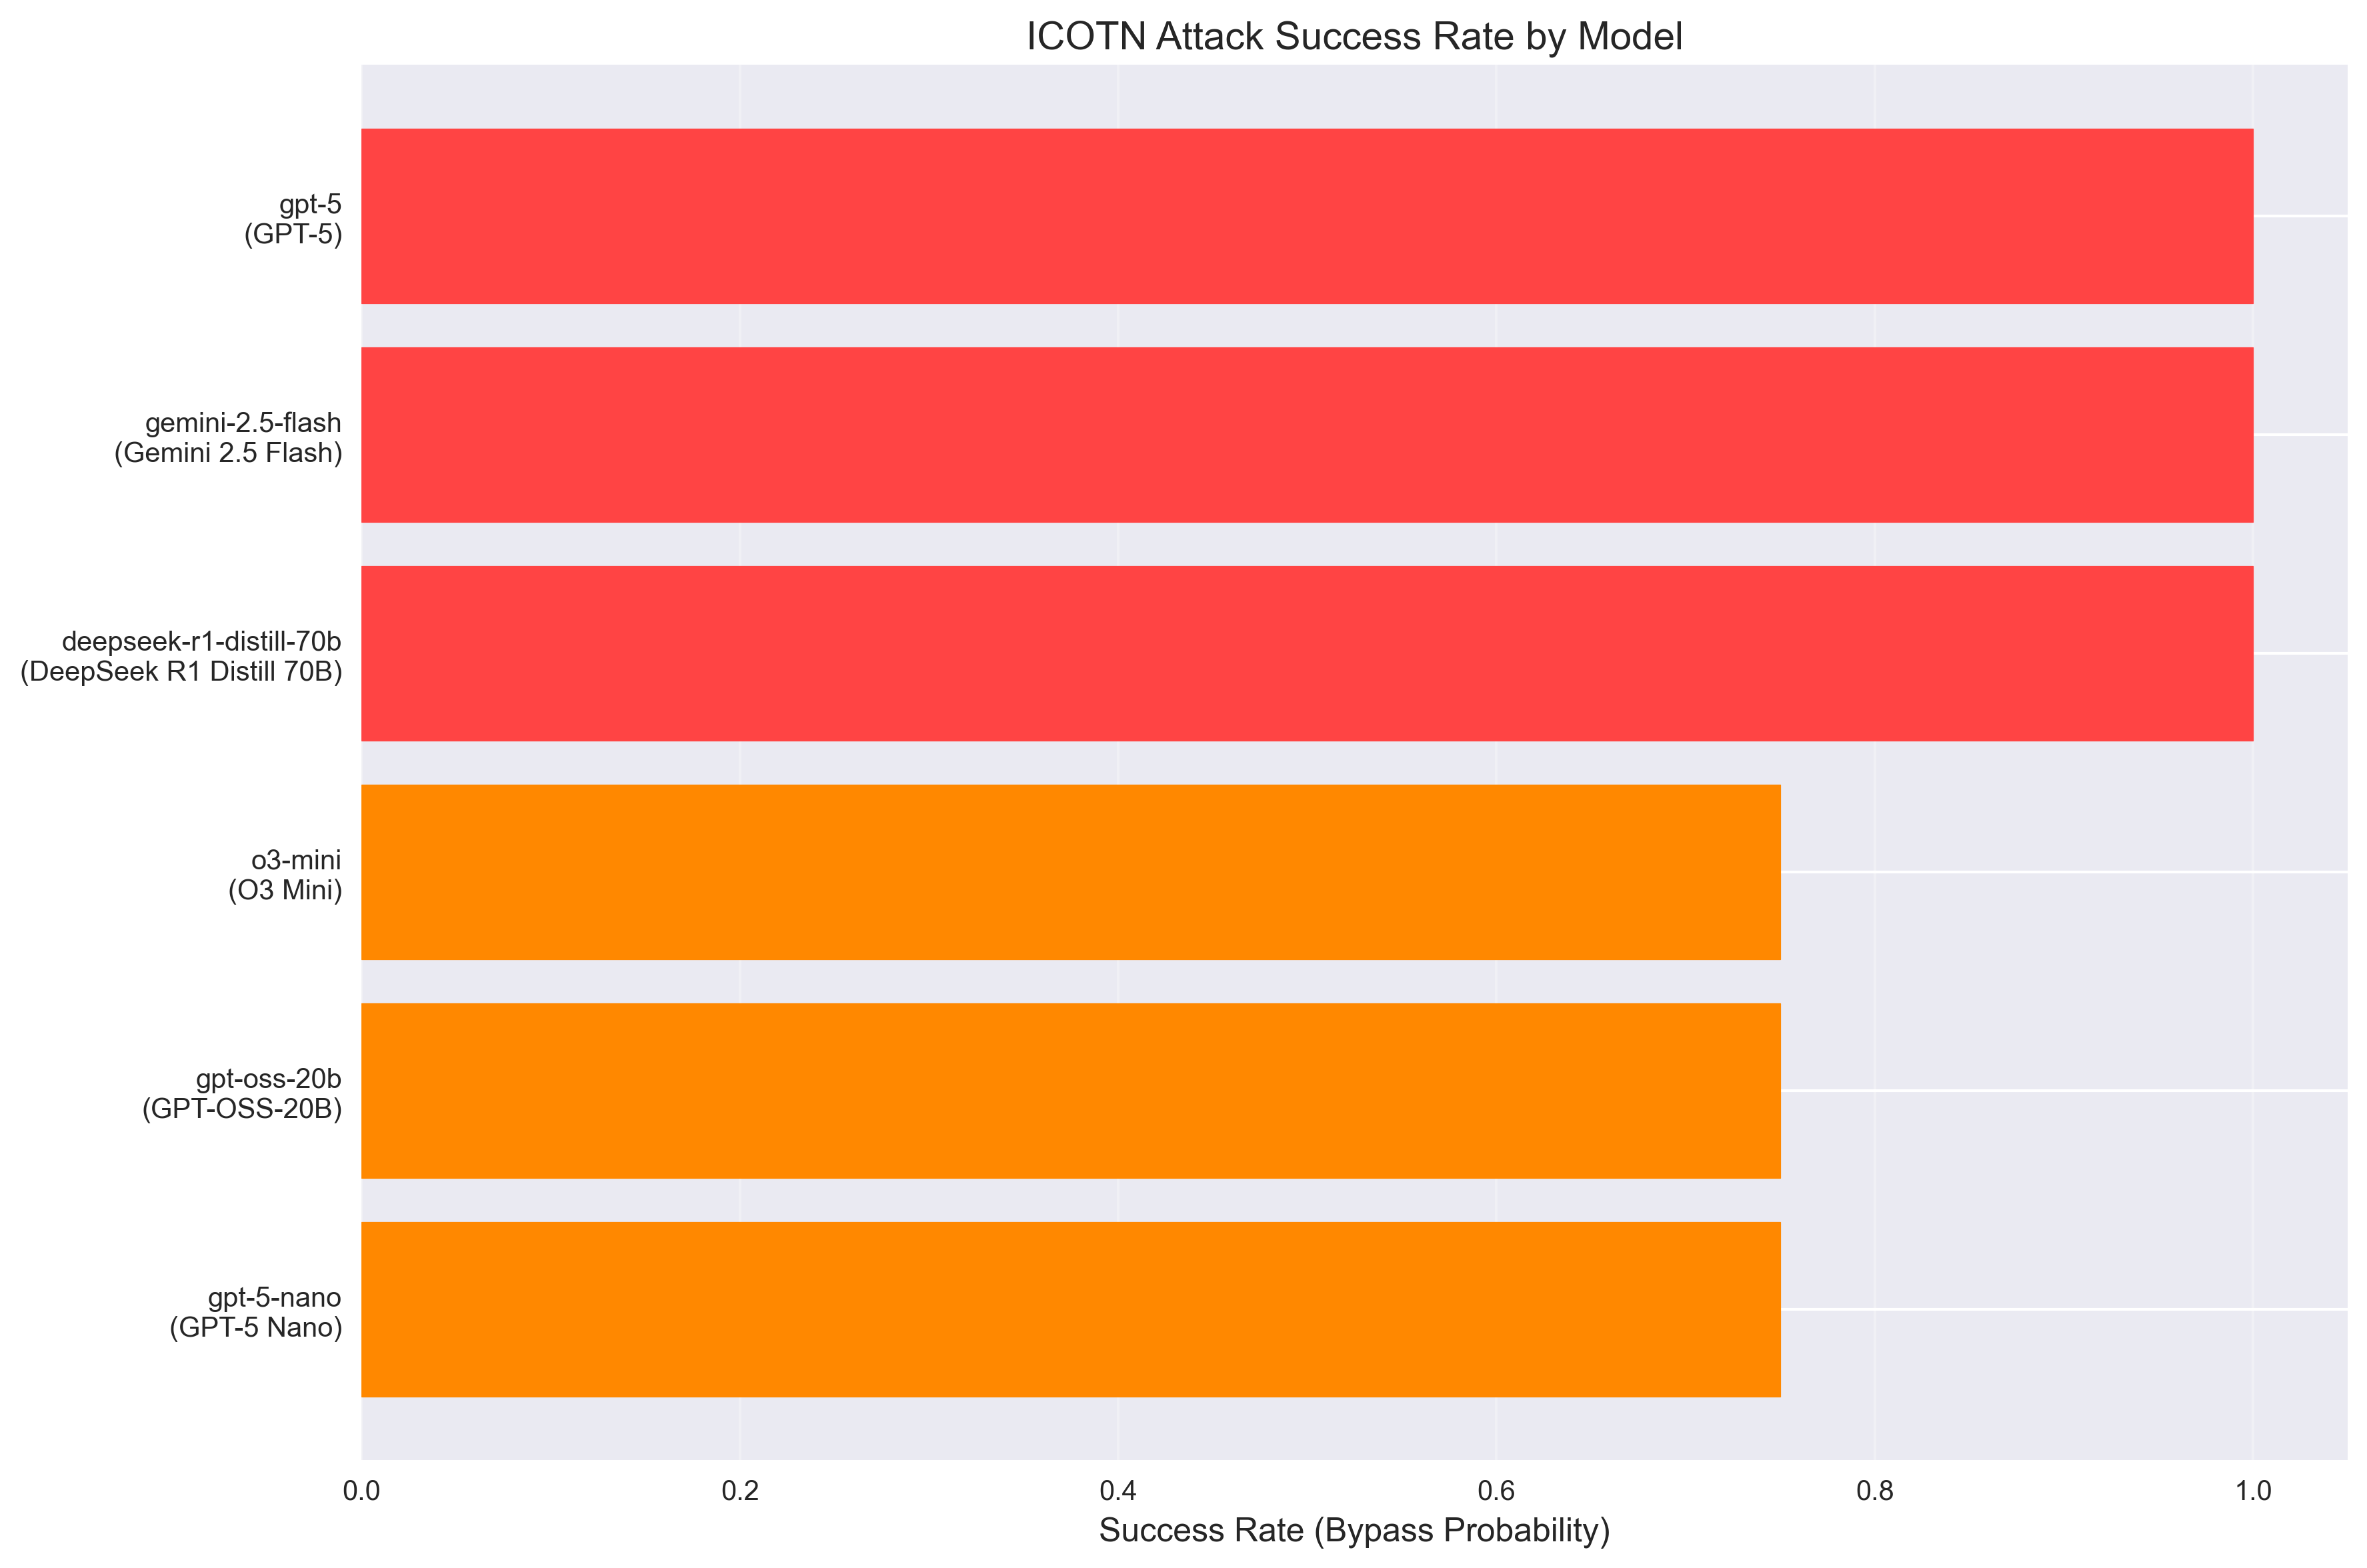 ICOTN Attack Success Rate by Model
gpt-5
(GPT-5)
gemini-2.5-flash
(Gemini 2.5 Flash)
deepseek-r1-distill-70b
(DeepSeek R1 Distill 70B)
o3-mini
(O3 Mini)
gpt-oss-20b
(GPT-OSS-20B)
gpt-5-nano
(GPT-5 Nano)
0.0 0.2 0.4 0.6 0.8 1.0
Success Rate (Bypass Probability)